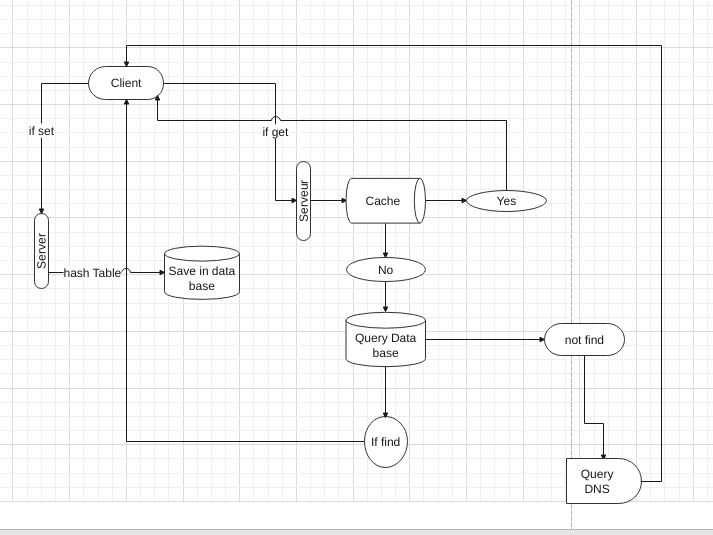 Client
if set
if get
Serveur
Cache
Yes
Server
hash Table
Save in data
base
No
Query Data
base
not find
If find
Query
DNS